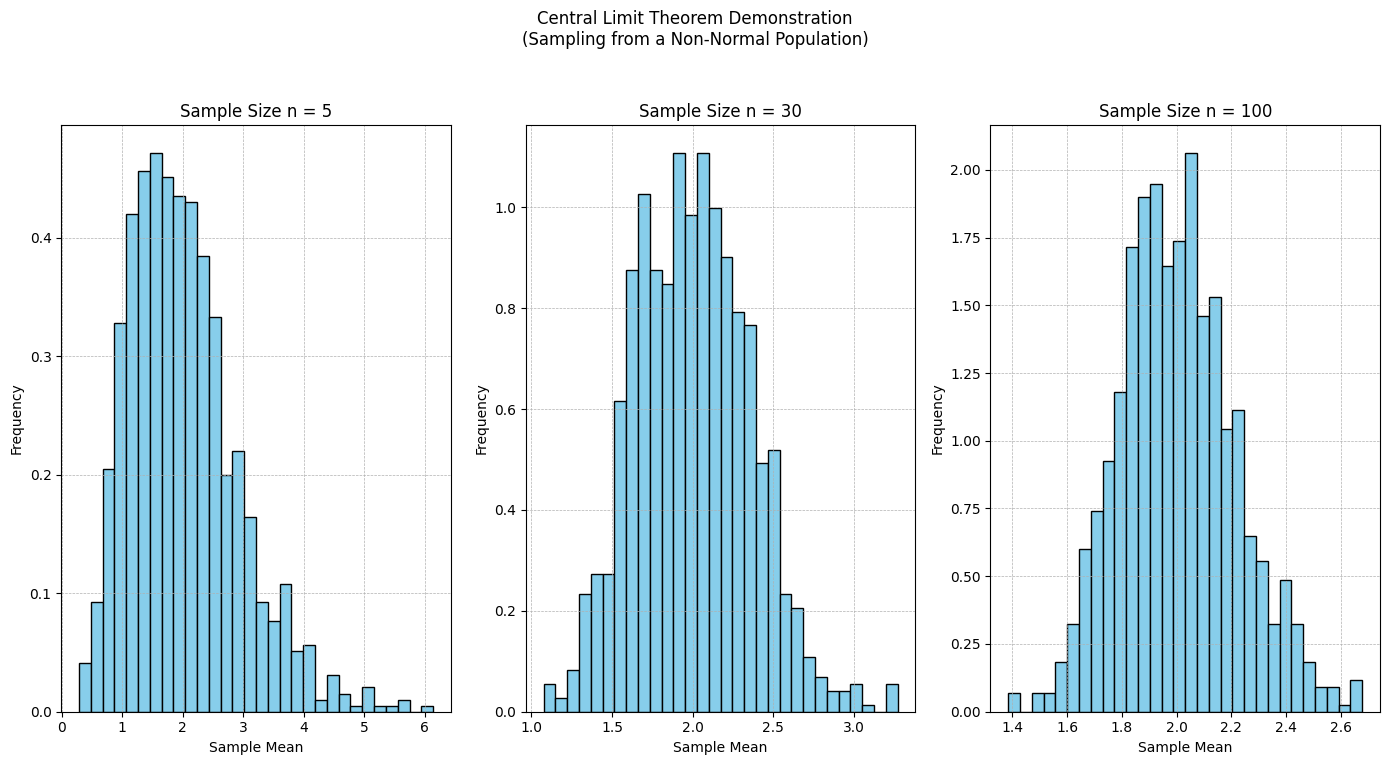 Central Limit Theorem Demonstration
(Sampling from a Non-Normal Population)
Sample Size n = 5
Frequency
0.4
0.3
0.2
0.1
0.0
0 1 2 3 4 5 6
Sample Mean
Sample Size n = 30
Frequency
1.0
0.8
0.6
0.4
0.2
0.0
1.0 1.5 2.0 2.5 3.0
Sample Mean
Sample Size n = 100
Frequency
2.00
1.75
1.50
1.25
1.00
0.75
0.50
0.25
0.00
1.4 1.6 1.8 2.0 2.2 2.4 2.6
Sample Mean